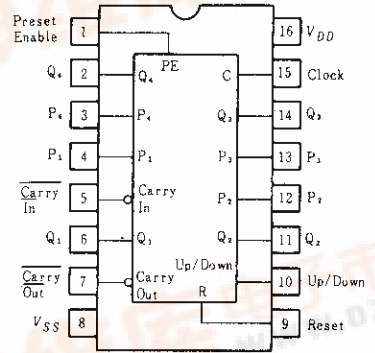 Preset
Enable
1
16
V_DD
PE
Q₄
2
Q₄
C
15
Clock
P₄
3
P₄
Q₃
14
Q₃
P₁
4
P₁
P₃
13
P₃
Carry
In
5
Carry
In
P₂
12
P₂
Q₁
6
Q₁
Q₂
11
Q₂
Carry
Out
7
Carry
Out
Up/Down
10
Up/Down
V_SS
8
R
9
Reset